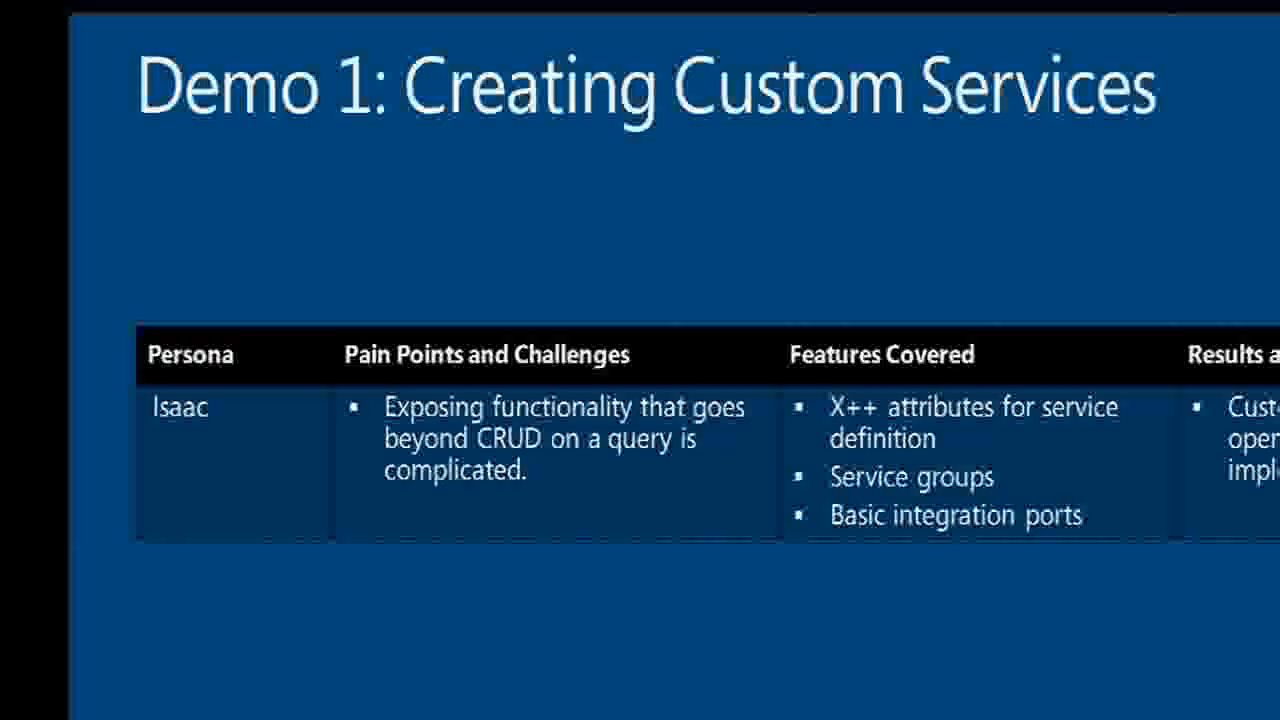 Demo 1: Creating Custom Services
Persona
Pain Points and Challenges
Features Covered
Results
Isaac
▪ Exposing functionality that goes
beyond CRUD on a query is
complicated.
▪ X++ attributes for service
definition
▪ Service groups
▪ Basic integration ports